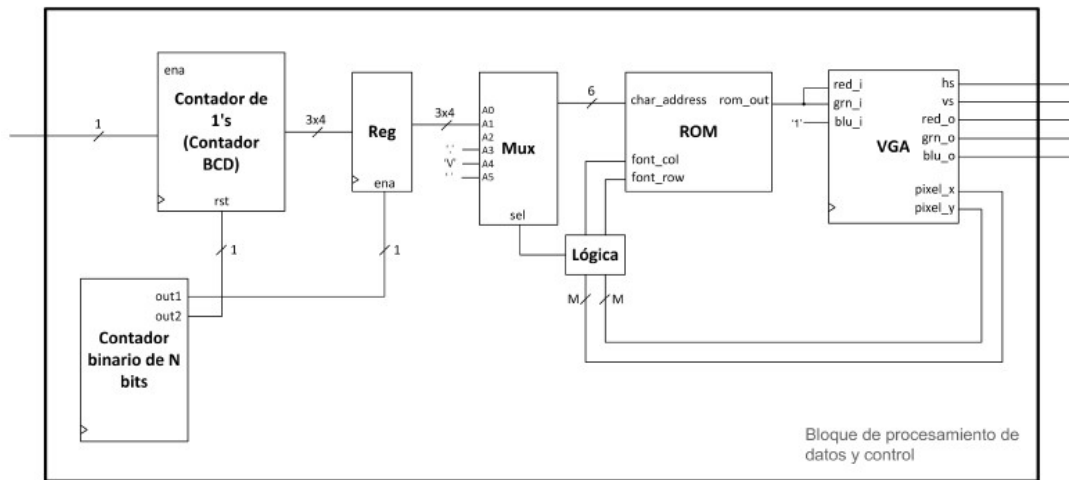 ena
Contador de
1's
(Contador
BCD)
rst
1
3x4
Reg
ena
1
1
3x4
A0
A1
A2
A3
A4
A5
'.'
'V'
Mux
sel
6
char_address
rom_out
ROM
font_col
font_row
Lógica
M
M
red_i
grn_i
blu_i
'1'
VGA
hs
vs
red_o
grn_o
blu_o
pixel_x
pixel_y
out1
out2
Contador
binario de N
bits
Bloque de procesamiento de
datos y control